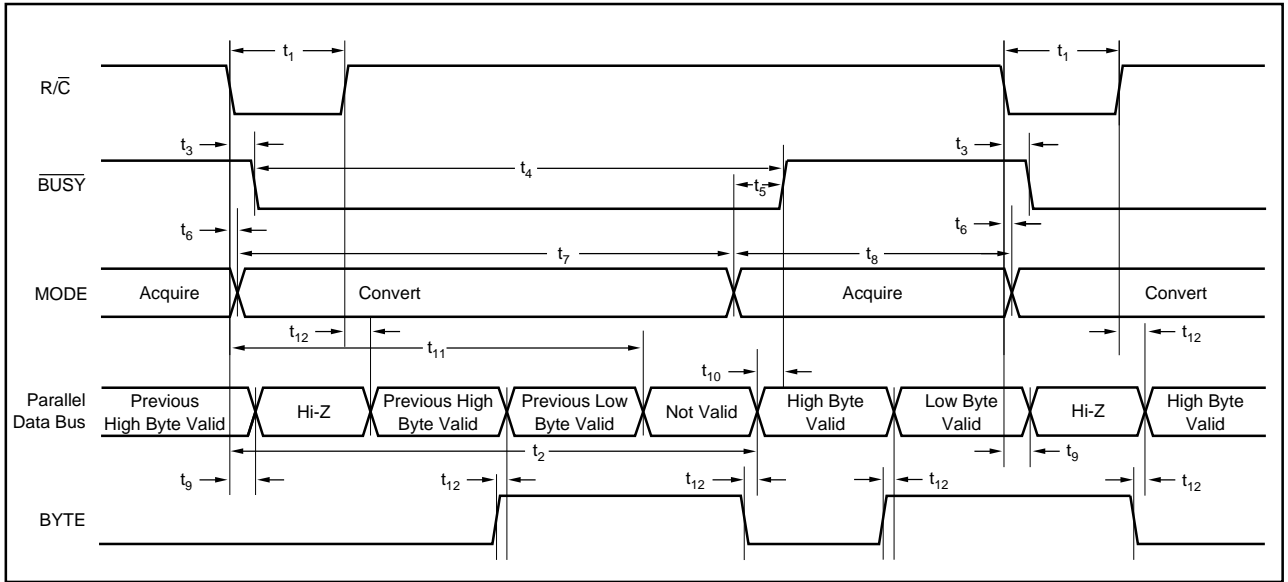 t1 t1
R/C̅
t3 t4 t3
B̅U̅S̅Y̅ t5
t6 t6
t7 t8
MODE Acquire Convert Acquire Convert
t12 t11 t12
t10
Parallel Data Bus
Previous High Byte Valid
Hi-Z
Previous High Byte Valid
Previous Low Byte Valid
Not Valid
High Byte Valid
Low Byte Valid
Hi-Z
High Byte Valid
t2
t9 t12 t12 t12 t9 t12
BYTE